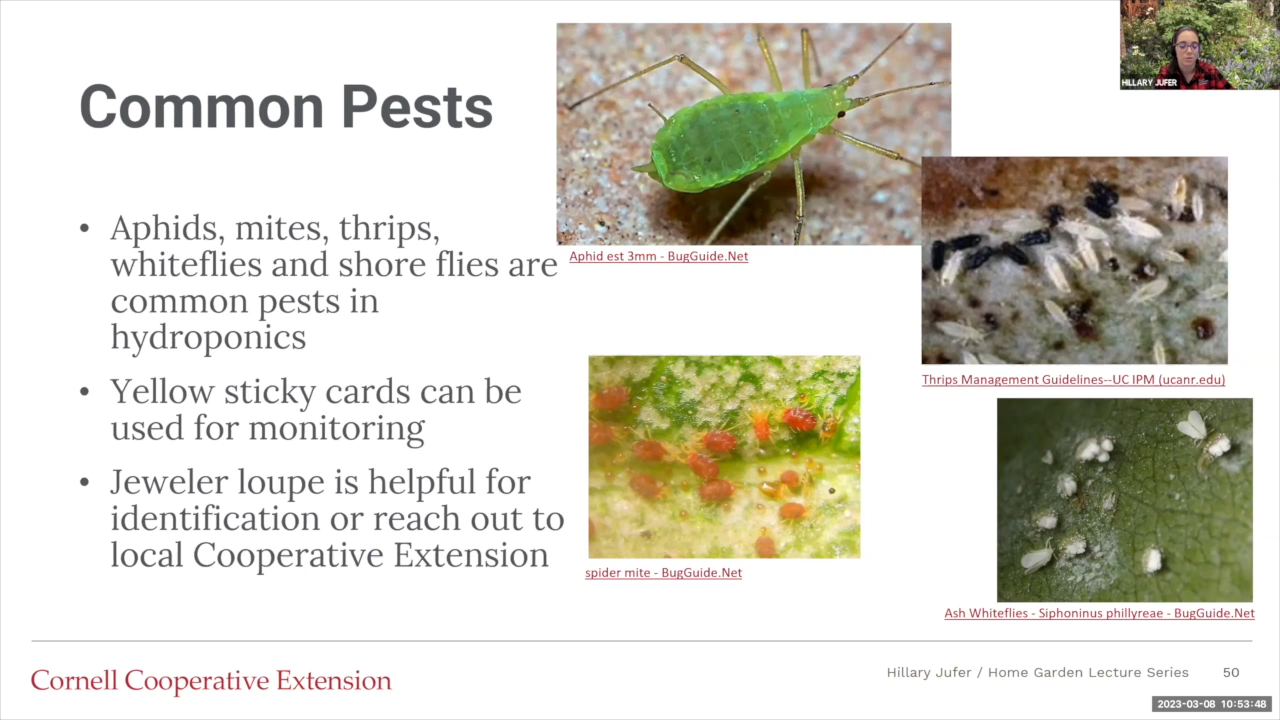 HILLARY JUFER
Common Pests
• Aphids, mites, thrips,
whiteflies and shore flies are
common pests in
hydroponics
• Yellow sticky cards can be
used for monitoring
• Jeweler loupe is helpful for
identification or reach out to
local Cooperative Extension
Aphid est 3mm - BugGuide.Net
Thrips Management Guidelines--UC IPM (ucanr.edu)
spider mite - BugGuide.Net
Ash Whiteflies - Siphoninus phillyreae - BugGuide.Net
Cornell Cooperative Extension
Hillary Jufer / Home Garden Lecture Series
50
2023-03-08 10:53:48